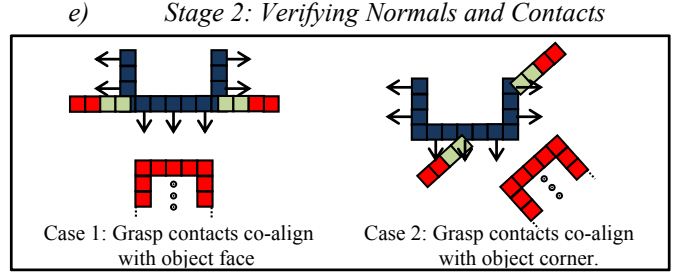 e) Stage 2: Verifying Normals and Contacts
Case 1: Grasp contacts co-align
with object face
Case 2: Grasp contacts co-align
with object corner.